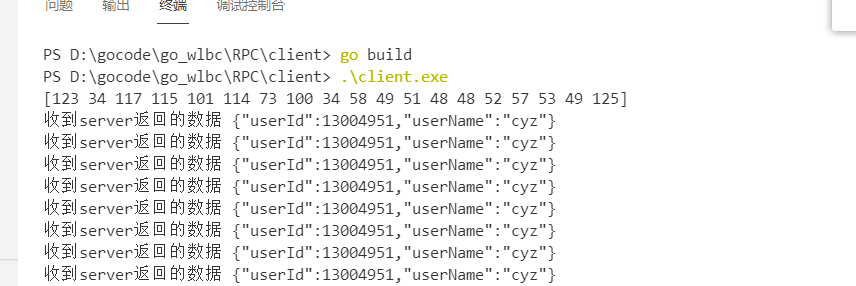 问题 输出 终端 调试控制台
PS D:\gocode\go_wlbc\RPC\client> go build
PS D:\gocode\go_wlbc\RPC\client> .\client.exe
[123 34 117 115 101 114 73 100 34 58 49 51 48 48 52 57 53 49 125]
收到server返回的数据 {"userId":13004951,"userName":"cyz"}
收到server返回的数据 {"userId":13004951,"userName":"cyz"}
收到server返回的数据 {"userId":13004951,"userName":"cyz"}
收到server返回的数据 {"userId":13004951,"userName":"cyz"}
收到server返回的数据 {"userId":13004951,"userName":"cyz"}
收到server返回的数据 {"userId":13004951,"userName":"cyz"}
收到server返回的数据 {"userId":13004951,"userName":"cyz"}
收到server返回的数据 {"userId":13004951,"userName":"cyz"}